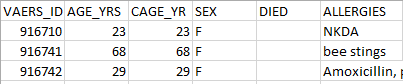 VAERS_ID AGE_YRS CAGE_YR SEX DIED ALLERGIES
916710 23 23 F NKDA
916741 68 68 F bee stings
916742 29 29 F Amoxicillin,